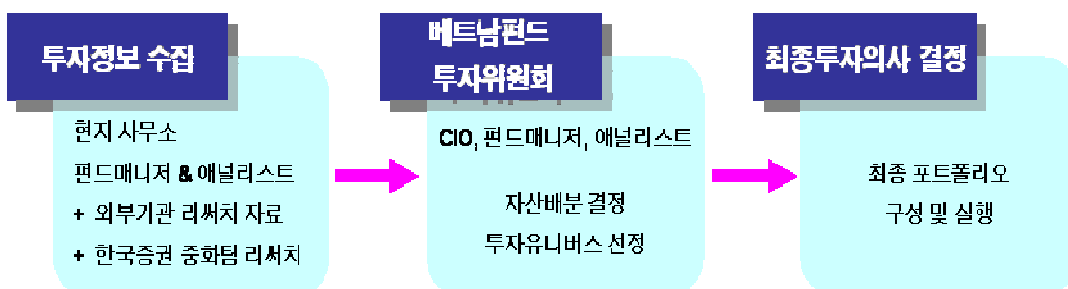 투자정보 수집
현지 사무소
펀드매니저 & 애널리스트
+ 외부기관 리써치 자료
+ 한국증권 중화텀 리써치
베트남펀드
투자위원회
CIO, 펀드매니저, 애널리스트
자산배분 결정
투자유니버스 선정
최종투자의사 결정
최종 포트폴리오
구성 및 실행